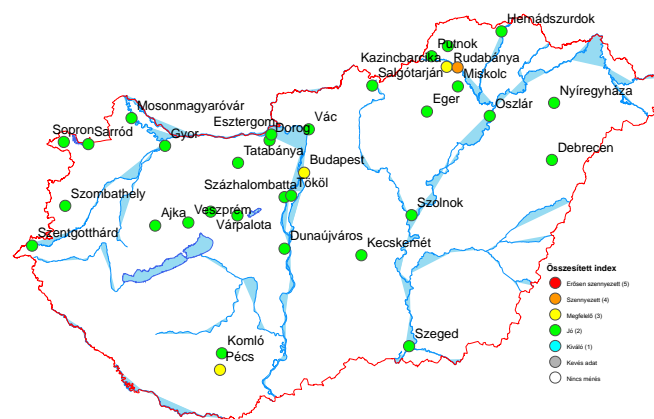 Hernádszurdok
Putnok
Kazincbarcika
Rudabánya
Salgótarján
Miskolc
Mosonmagyaróvár
Esztergom
Vác
Eger
Oszlár
Nyíregyháza
Sopron
Sarród
Gyor
Dorog
Tatabánya
Budapest
Debrecen
Szombathely
Százhalombatta
Tököl
Ajka
Veszprém
Várpalota
Szolnok
Szentgotthárd
Dunaújváros
Kecskemét
Összesített index
Erősen szennyezett (5)
Szennyezett (4)
Megfelelő (3)
Jó (2)
Kiváló (1)
Kevés adat
Nincs mérés
Komló
Pécs
Szeged